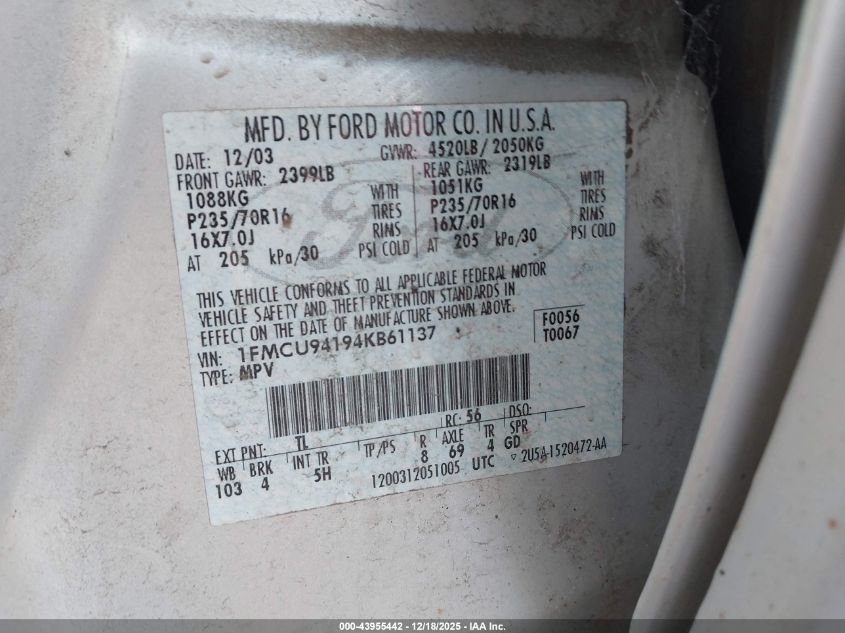 MFD. BY FORD MOTOR CO. IN U.S.A.
DATE: 12/03 GVWR: 4520LB/ 2050KG
FRONT GAWR: 2399LB REAR GAWR: 2319LB
1088KG WITH 1051KG WITH
P235/70R16 TIRES P235/70R16 TIRES
16X7.0J RIMS 16X7.0J RIMS
AT 205 kPa/30 PSI COLD AT 205 kPa/30 PSI COLD
Ford
THIS VEHICLE CONFORMS TO ALL APPLICABLE FEDERAL MOTOR
VEHICLE SAFETY AND THEFT PREVENTION STANDARDS IN
EFFECT ON THE DATE OF MANUFACTURE SHOWN ABOVE.
VIN: 1FMCU94194KB61137 F0056
TYPE: MPV T0067
RC: 56 DSO:
EXT PNT: TL
WB BRK INT TR TP/PS R AXLE TR SPR
103 4 5H 8 69 4 GD
1200312051005 UTC ▽ 2U5A-1520472-AA
000-43955442 - 12/18/2025 - IAA Inc.